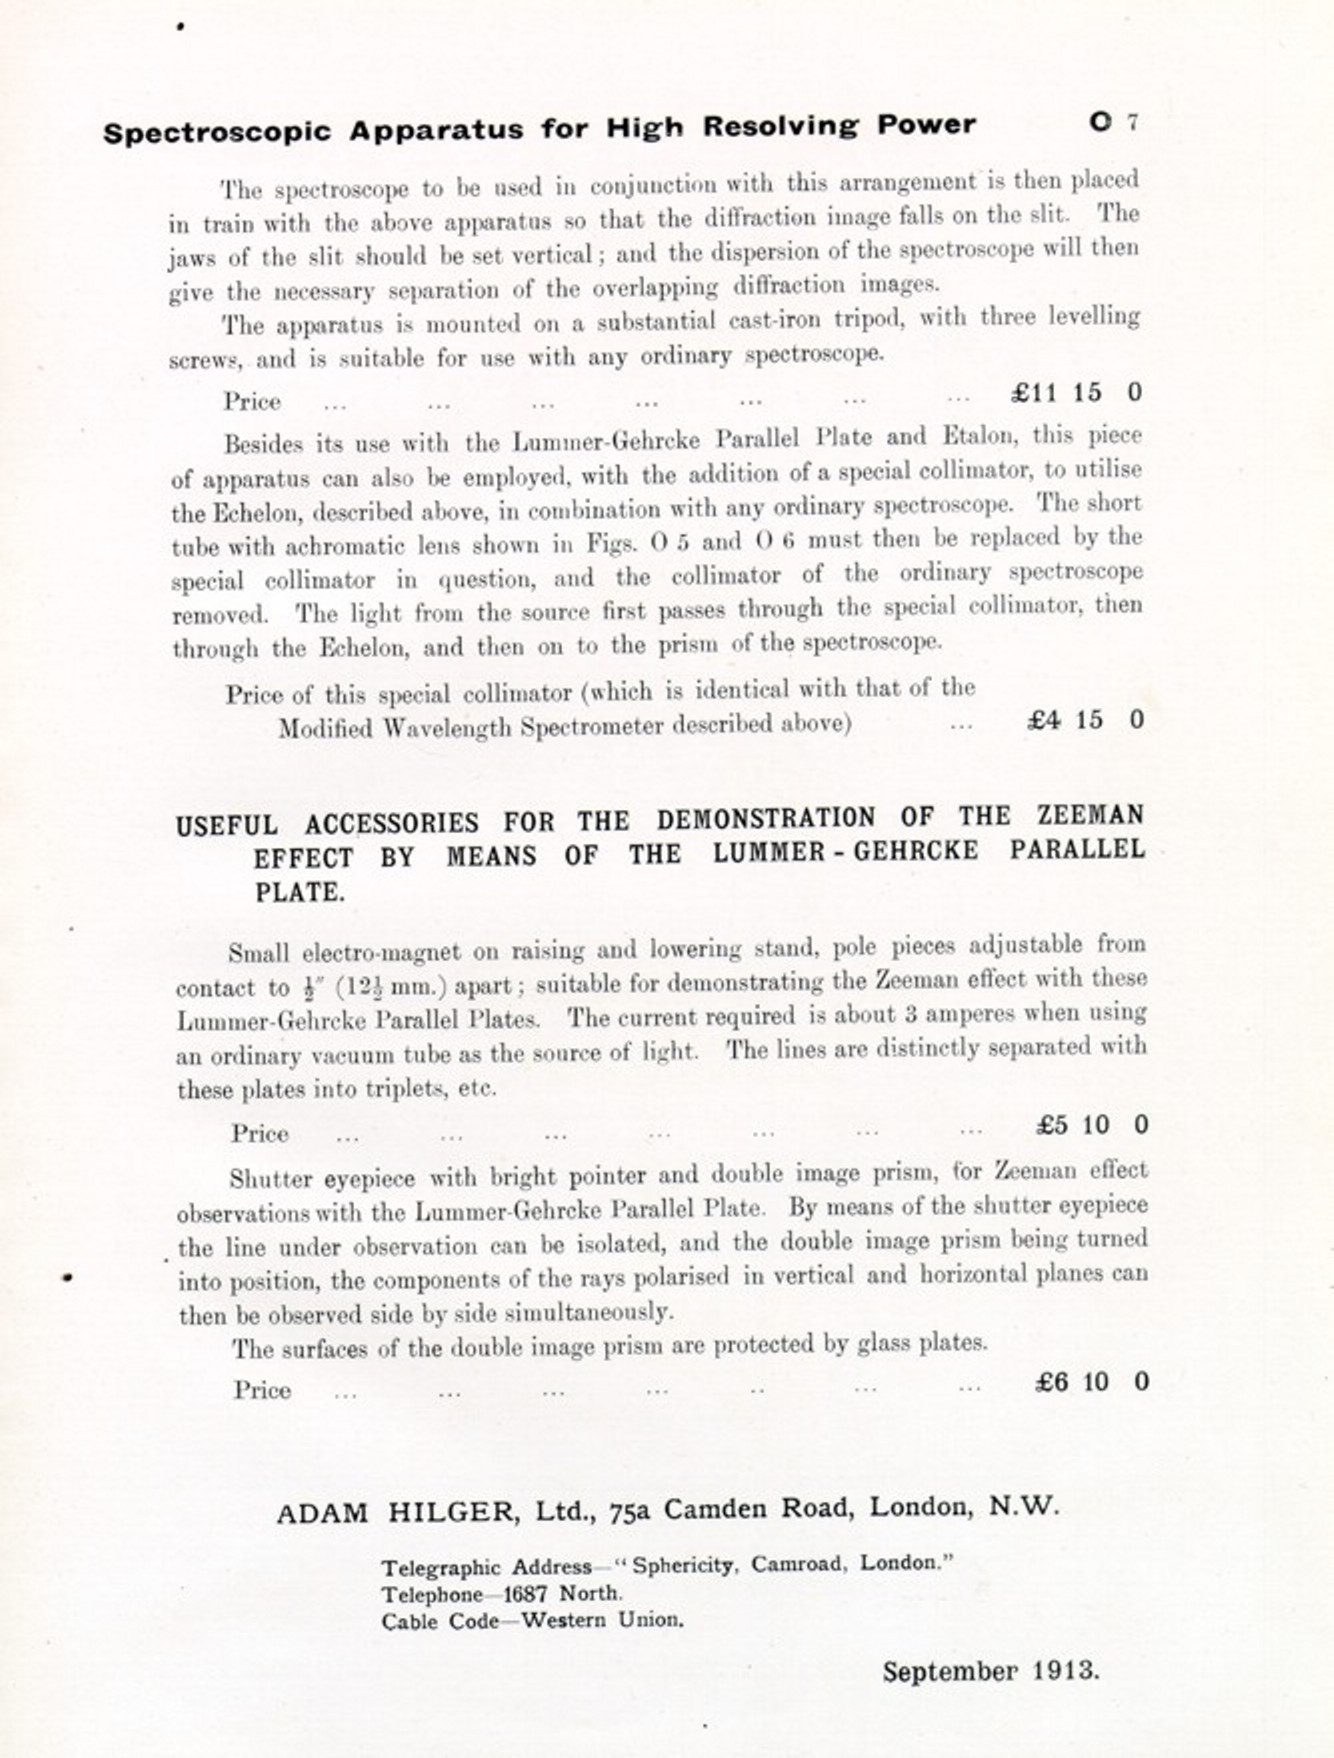 Spectroscopic Apparatus for High Resolving Power O 7
The spectroscope to be used in conjunction with this arrangement is then placed
in train with the above apparatus so that the diffraction image falls on the slit. The
jaws of the slit should be set vertical; and the dispersion of the spectroscope will then
give the necessary separation of the overlapping diffraction images.
The apparatus is mounted on a substantial cast-iron tripod, with three levelling
screws, and is suitable for use with any ordinary spectroscope.
Price ... ... ... ... ... ... ... £11 15 0
Besides its use with the Lummer-Gehrcke Parallel Plate and Etalon, this piece
of apparatus can also be employed, with the addition of a special collimator, to utilise
the Echelon, described above, in combination with any ordinary spectroscope. The short
tube with achromatic lens shown in Figs. O 5 and O 6 must then be replaced by the
special collimator in question, and the collimator of the ordinary spectroscope
removed. The light from the source first passes through the special collimator, then
through the Echelon, and then on to the prism of the spectroscope.
Price of this special collimator (which is identical with that of the
Modified Wavelength Spectrometer described above) ... £4 15 0
USEFUL ACCESSORIES FOR THE DEMONSTRATION OF THE ZEEMAN
EFFECT BY MEANS OF THE LUMMER-GEHRCKE PARALLEL
PLATE.
Small electro-magnet on raising and lowering stand, pole pieces adjustable from
contact to ½″ (12½ mm.) apart; suitable for demonstrating the Zeeman effect with these
Lummer-Gehrcke Parallel Plates. The current required is about 3 amperes when using
an ordinary vacuum tube as the source of light. The lines are distinctly separated with
these plates into triplets, etc.
Price ... ... ... ... ... ... ... £5 10 0
Shutter eyepiece with bright pointer and double image prism, for Zeeman effect
observations with the Lummer-Gehrcke Parallel Plate. By means of the shutter eyepiece
the line under observation can be isolated, and the double image prism being turned
into position, the components of the rays polarised in vertical and horizontal planes can
then be observed side by side simultaneously.
The surfaces of the double image prism are protected by glass plates.
Price ... ... ... ... .. ... ... £6 10 0
ADAM HILGER, Ltd., 75a Camden Road, London, N.W.
Telegraphic Address—"Sphericity, Camroad, London."
Telephone—1687 North.
Cable Code—Western Union.
September 1913.